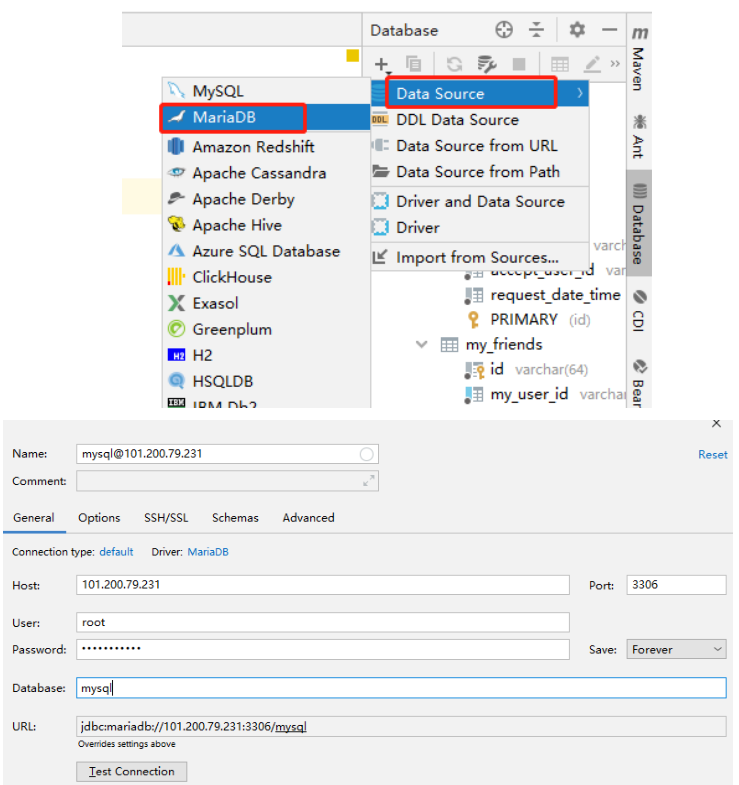 Database
MySQL
MariaDB
Amazon Redshift
Apache Cassandra
Apache Derby
Apache Hive
Azure SQL Database
ClickHouse
Exasol
Greenplum
H2
HSQLDB
IBM Db2
Data Source
DDL Data Source
Data Source from URL
Data Source from Path
Driver and Data Source
Driver
Import from Sources...
varch
accept_user_id var
request_date_time
PRIMARY (id)
my_friends
id varchar(64)
my_user_id varchar
m
Maven
Ant
Database
CDI
Bean
Name: mysql@101.200.79.231
Reset
Comment:
General Options SSH/SSL Schemas Advanced
Connection type: default Driver: MariaDB
Host: 101.200.79.231 Port: 3306
User: root
Password: ••••••••••• Save: Forever
Database: mysql
URL: jdbc:mariadb://101.200.79.231:3306/mysql
Overrides settings above
Test Connection